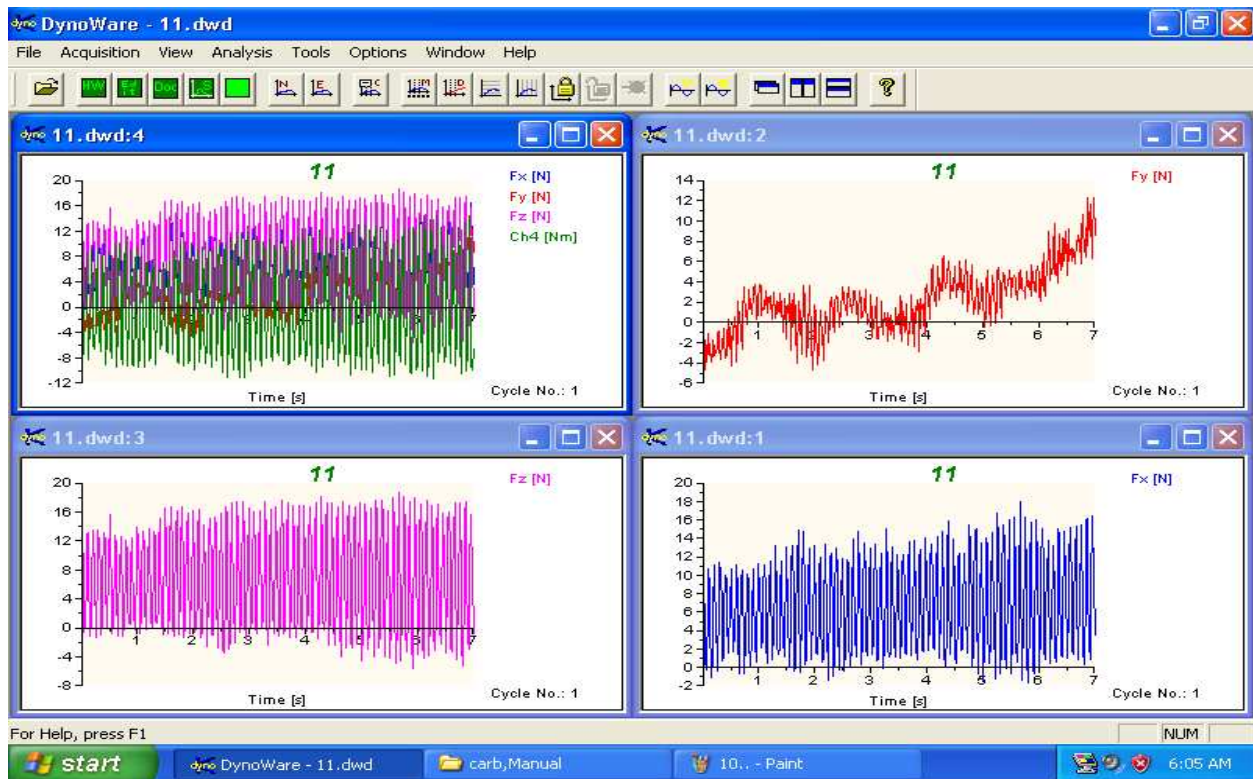 DynoWare - 11.dwd
File Acquisition View Analysis Tools Options Window Help
HW Doc N E C M D ?
11.dwd:4
11
Fx [N]
Fy [N]
Fz [N]
Ch4 [Nm]
20
16
12
8
4
0
-4
-8
-12
7
Time [s]
Cycle No.: 1
11.dwd:2
11
Fy [N]
14
12
10
8
6
4
2
0
-2
-4
-6
1 2 3 4 5 6 7
Time [s]
Cycle No.: 1
11.dwd:3
11
Fz [N]
20
16
12
8
4
0
-4
-8
1 2 3 4 5 6 7
Time [s]
Cycle No.: 1
11.dwd:1
11
Fx [N]
20
18
16
14
12
10
8
6
4
2
0
-2
1 2 3 4 5 6 7
Time [s]
Cycle No.: 1
For Help, press F1
NUM
start
DynoWare - 11.dwd
carb,Manual
10.. - Paint
6:05 AM